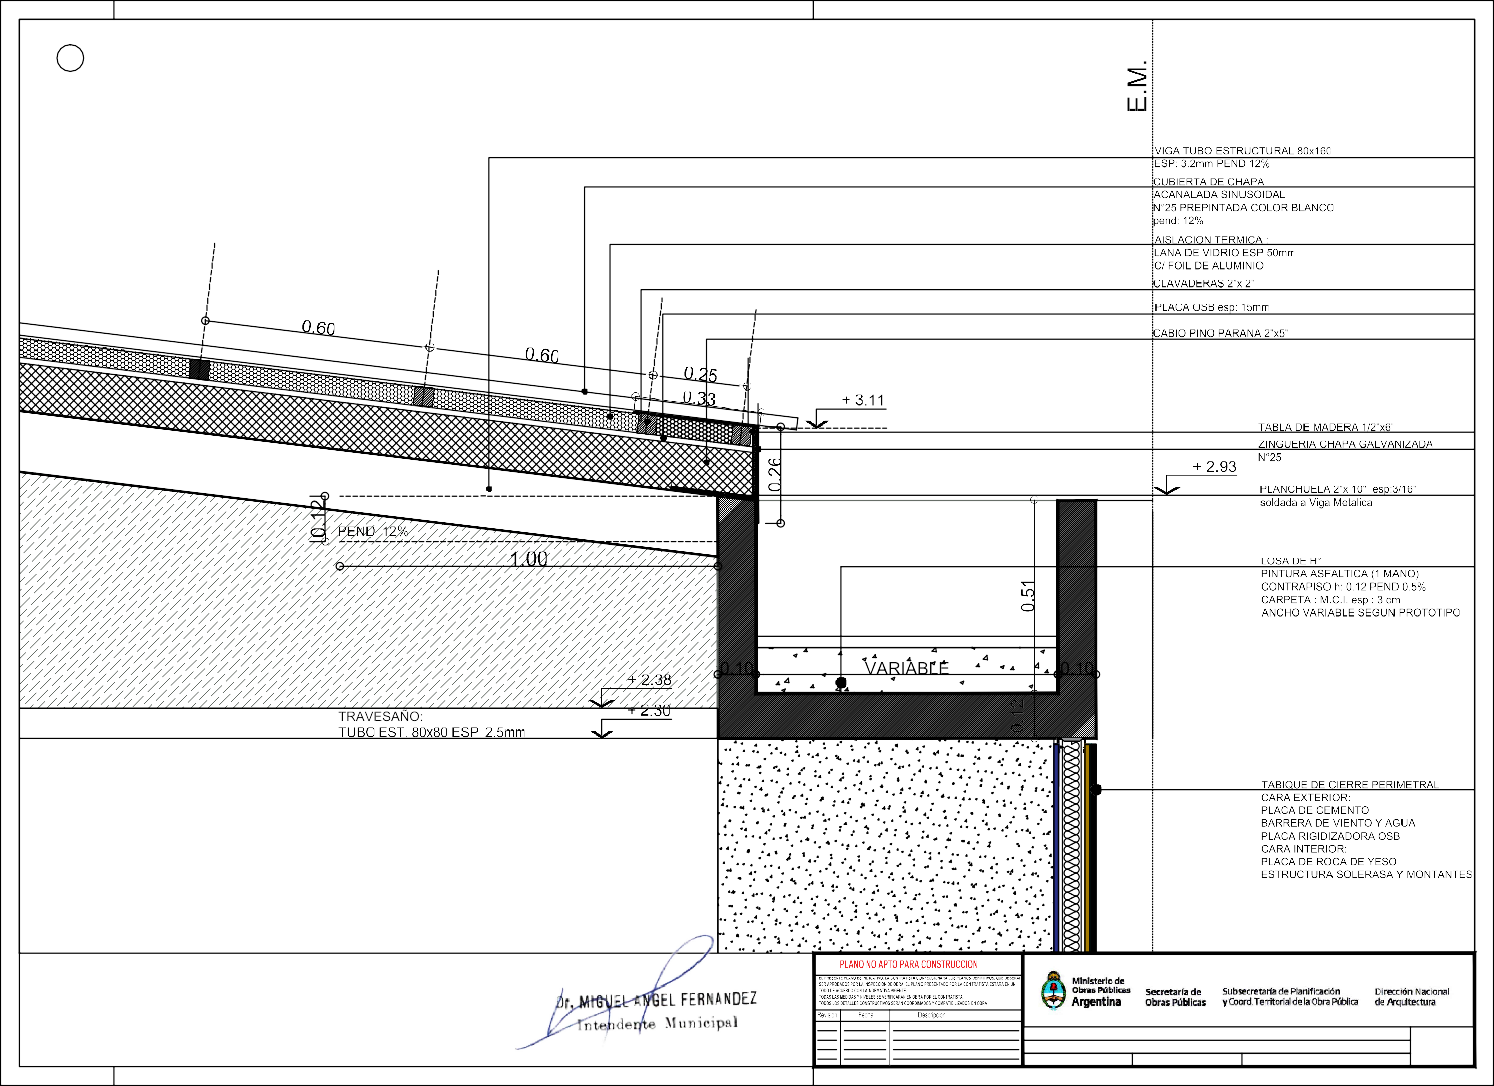 E.M.
VIGA TUBO ESTRUCTURAL 80x160
ESP. 3.2mm PEND 12%
CUBIERTA DE CHAPA
ACANALADA SINUSOIDAL
N°25 PREPINTADA COLOR BLANCO
pend: 12%
AISLACION TERMICA :
LANA DE VIDRIO ESP 50mm
C/ FOIL DE ALUMINIO
CLAVADERAS 2"x 2"
PLACA OSB esp: 15mm
CABIO PINO PARANA 2"x5"
0.60
0.60
0.25
0.33
+ 3.11
TABLA DE MADERA 1/2"x6"
ZINGUERIA CHAPA GALVANIZADA
N°25
0.26
+ 2.93
PLANCHUELA 2"x 10" esp 3/16"
soldada a Viga Metalica
0.12
PEND 12%
1.00
LOSA DE H°
PINTURA ASFALTICA (1 MANO)
CONTRAPISO h: 0.12 PEND 0.5%
CARPETA : M.C.I. esp : 3 cm
ANCHO VARIABLE SEGUN PROTOTIPO
0.51
0.10
VARIABLE
0.10
+ 2.38
+ 2.30
TRAVESAÑO:
TUBO EST. 80x80 ESP 2.5mm
TABIQUE DE CIERRE PERIMETRAL
CARA EXTERIOR:
PLACA DE CEMENTO
BARRERA DE VIENTO Y AGUA
PLACA RIGIDIZADORA OSB
CARA INTERIOR:
PLACA DE ROCA DE YESO
ESTRUCTURA SOLERASA Y MONTANTES
Dr. MIGUEL ANGEL FERNANDEZ
Intendente Municipal
PLANO NO APTO PARA CONSTRUCCION
Revision Fecha Descripcion
Ministerio de
Obras Públicas
Argentina
Secretaría de
Obras Públicas
Subsecretaría de Planificación
y Coord. Territorial de la Obra Pública
Dirección Nacional
de Arquitectura